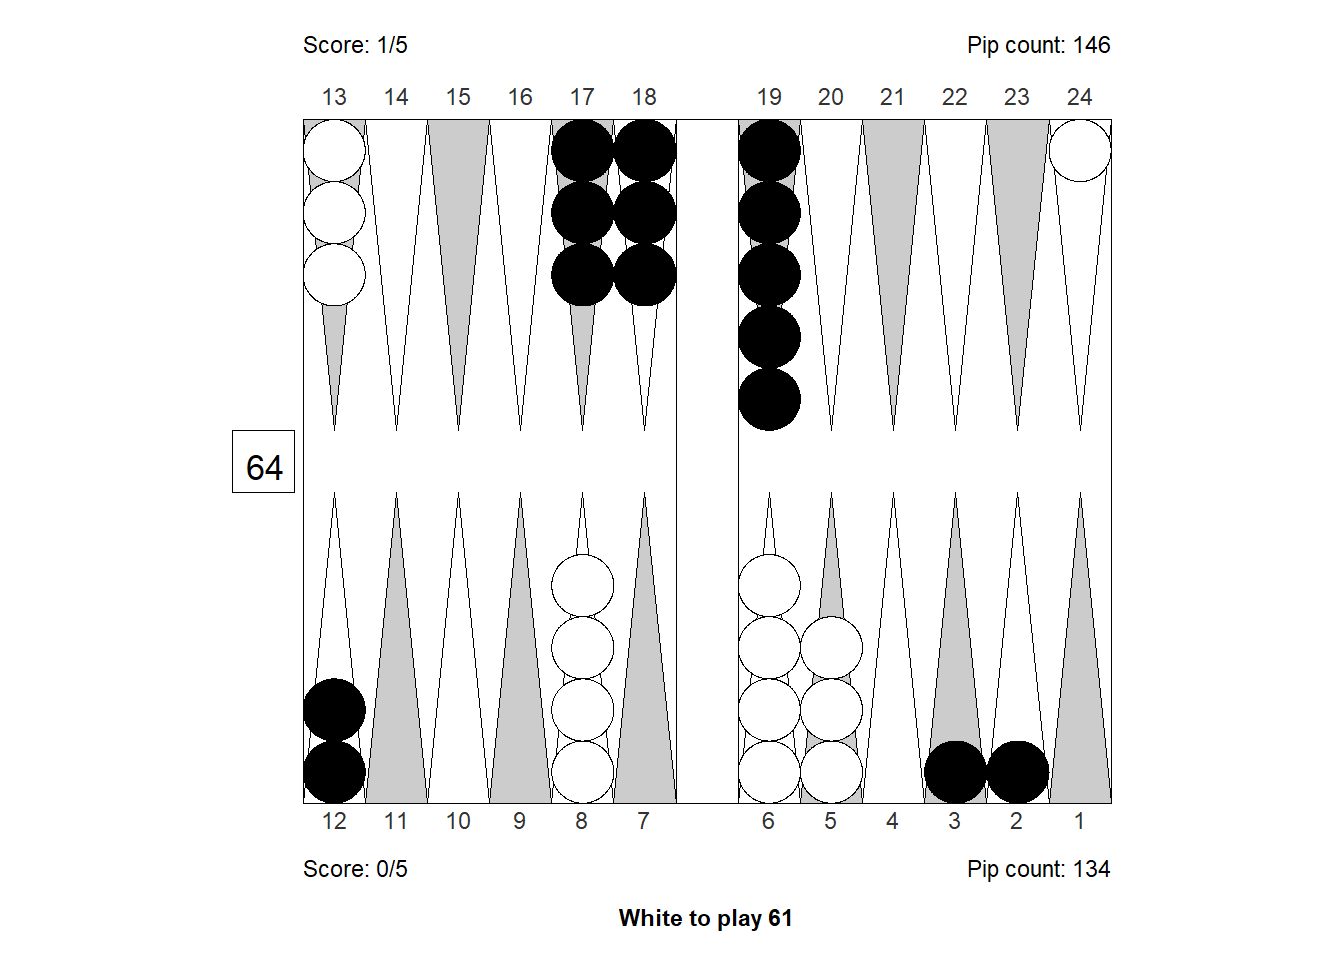 Score: 1/5 Pip count: 146
13 14 15 16 17 18 19 20 21 22 23 24
64
12 11 10 9 8 7 6 5 4 3 2 1
Score: 0/5 Pip count: 134
White to play 61